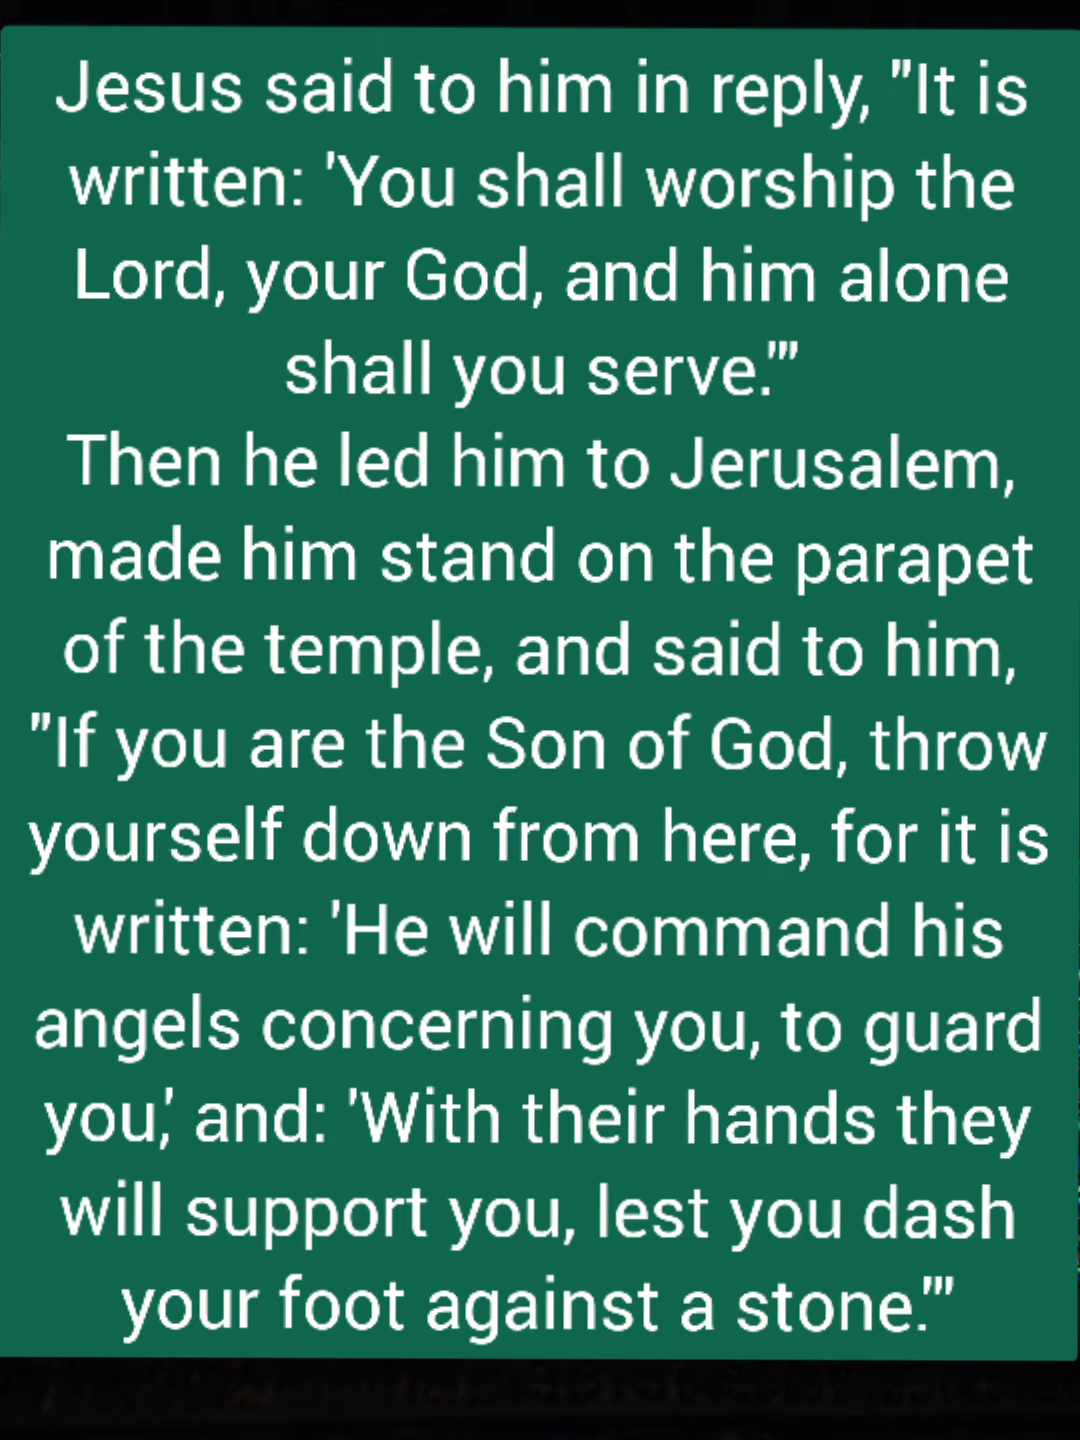 Jesus said to him in reply, "It is
written: 'You shall worship the
Lord, your God, and him alone
shall you serve.'"
Then he led him to Jerusalem,
made him stand on the parapet
of the temple, and said to him,
"If you are the Son of God, throw
yourself down from here, for it is
written: 'He will command his
angels concerning you, to guard
you,' and: 'With their hands they
will support you, lest you dash
your foot against a stone.'"